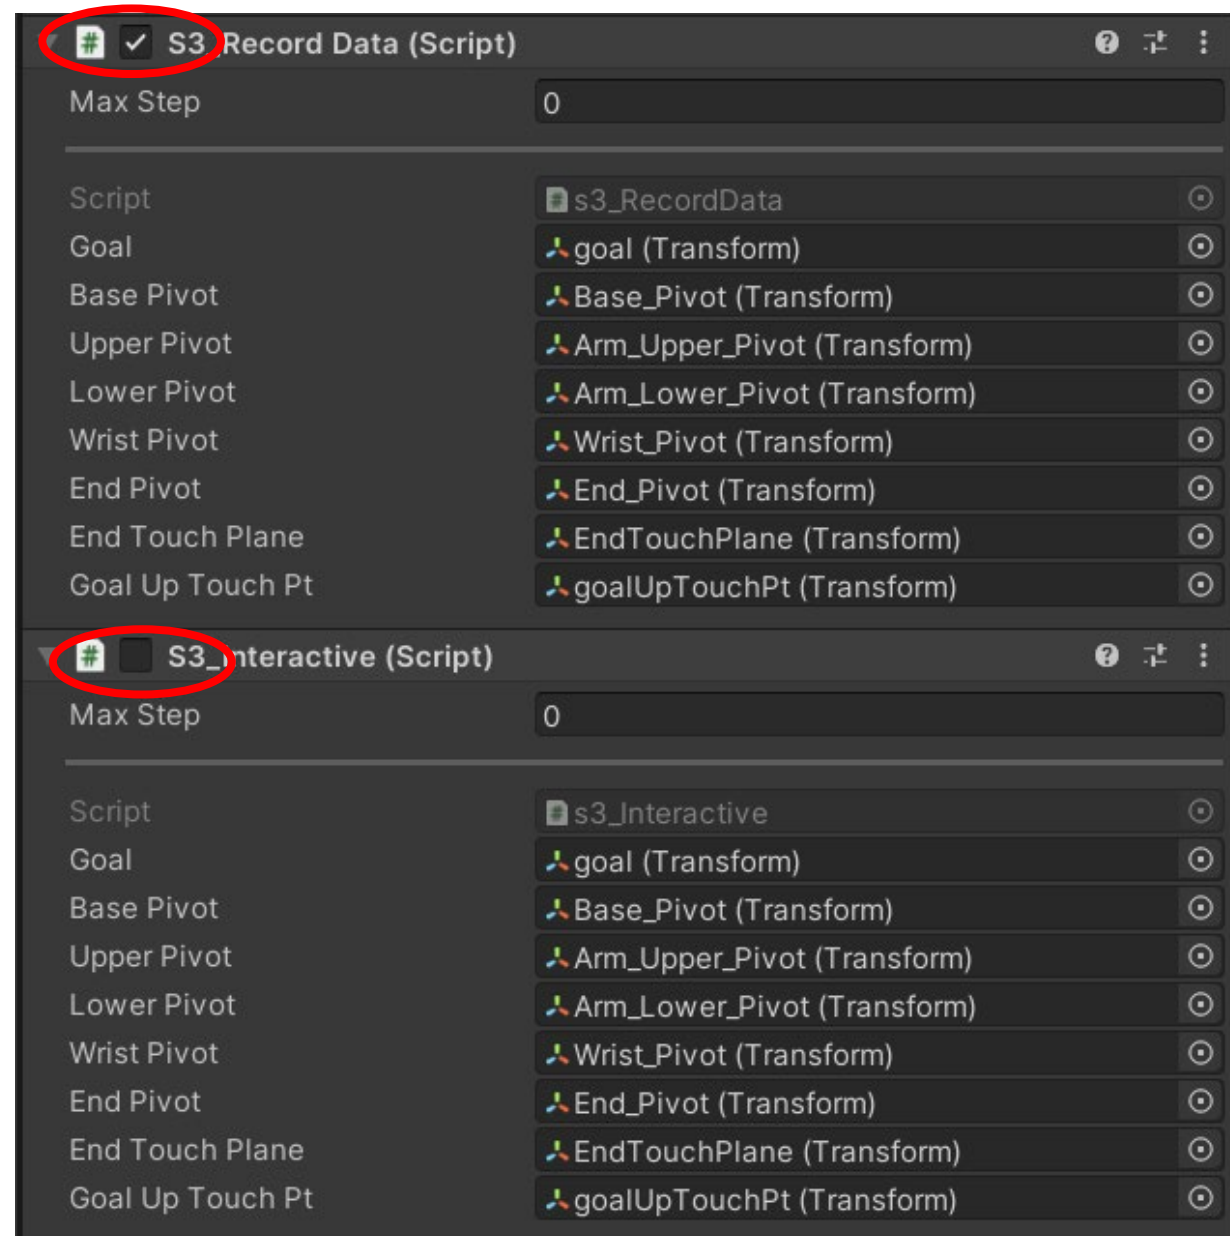 S3_Record Data (Script)
Max Step 0
Script s3_RecordData
Goal goal (Transform)
Base Pivot Base_Pivot (Transform)
Upper Pivot Arm_Upper_Pivot (Transform)
Lower Pivot Arm_Lower_Pivot (Transform)
Wrist Pivot Wrist_Pivot (Transform)
End Pivot End_Pivot (Transform)
End Touch Plane EndTouchPlane (Transform)
Goal Up Touch Pt goalUpTouchPt (Transform)
S3_Interactive (Script)
Max Step 0
Script s3_Interactive
Goal goal (Transform)
Base Pivot Base_Pivot (Transform)
Upper Pivot Arm_Upper_Pivot (Transform)
Lower Pivot Arm_Lower_Pivot (Transform)
Wrist Pivot Wrist_Pivot (Transform)
End Pivot End_Pivot (Transform)
End Touch Plane EndTouchPlane (Transform)
Goal Up Touch Pt goalUpTouchPt (Transform)